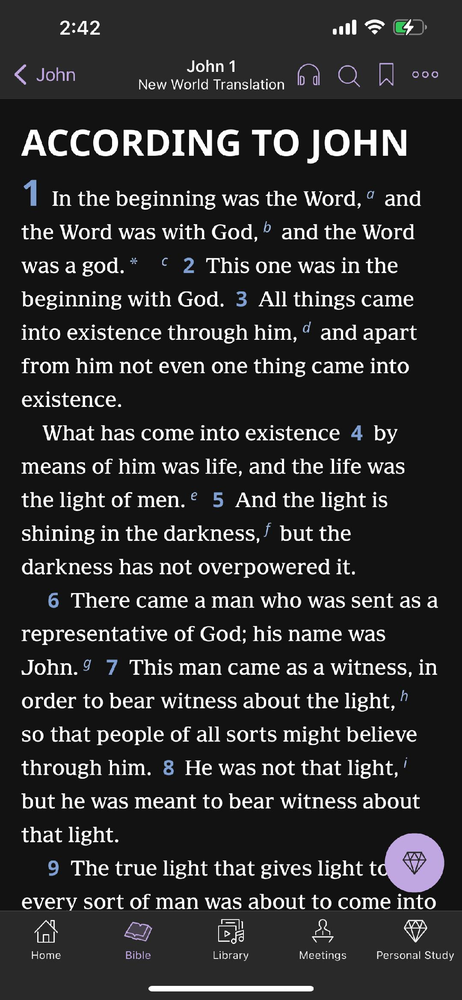 2:42
John
John 1
New World Translation
ACCORDING TO JOHN
1 In the beginning was the Word, a and
the Word was with God, b and the Word
was a god. * c 2 This one was in the
beginning with God. 3 All things came
into existence through him, d and apart
from him not even one thing came into
existence.
What has come into existence 4 by
means of him was life, and the life was
the light of men. e 5 And the light is
shining in the darkness, f but the
darkness has not overpowered it.
6 There came a man who was sent as a
representative of God; his name was
John. g 7 This man came as a witness, in
order to bear witness about the light, h
so that people of all sorts might believe
through him. 8 He was not that light, i
but he was meant to bear witness about
that light.
9 The true light that gives light to
every sort of man was about to come into
Home
Bible
Library
Meetings
Personal Study